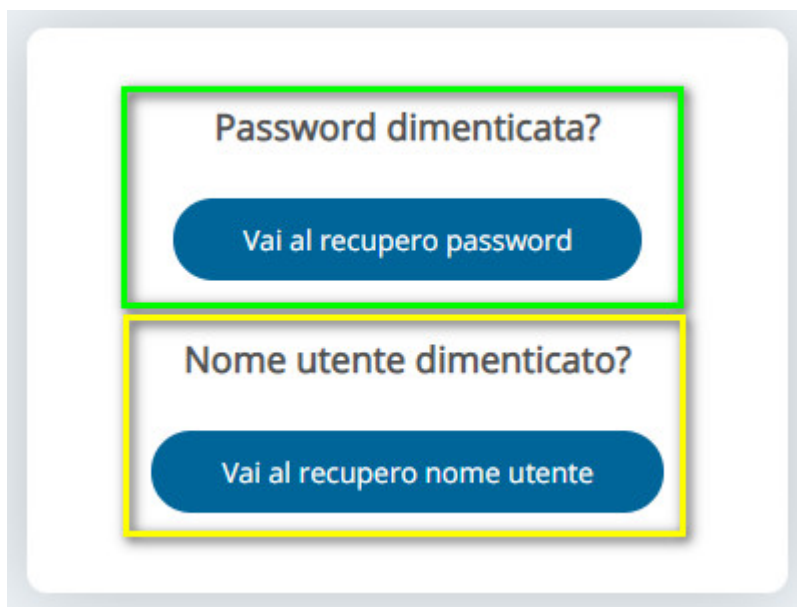 Password dimenticata?
Vai al recupero password
Nome utente dimenticato?
Vai al recupero nome utente